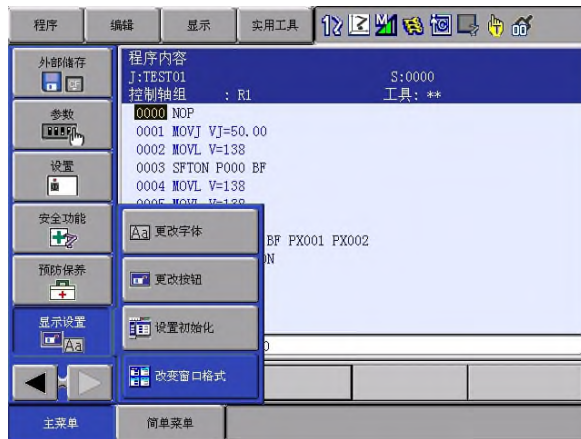 程序 编辑 显示 实用工具
外部储存
参数
设置
安全功能
预防保养
显示设置
程序内容
J:TEST01 S:0000
控制轴组 : R1 工具: **
0000 NOP
0001 MOVJ VJ=50.00
0002 MOVL V=138
0003 SFTON P000 BF
0004 MOVL V=138
0005 MOVL V=138
BF PX001 PX002
更改字体
更改按钮
设置初始化
改变窗口格式
主菜单 简单菜单